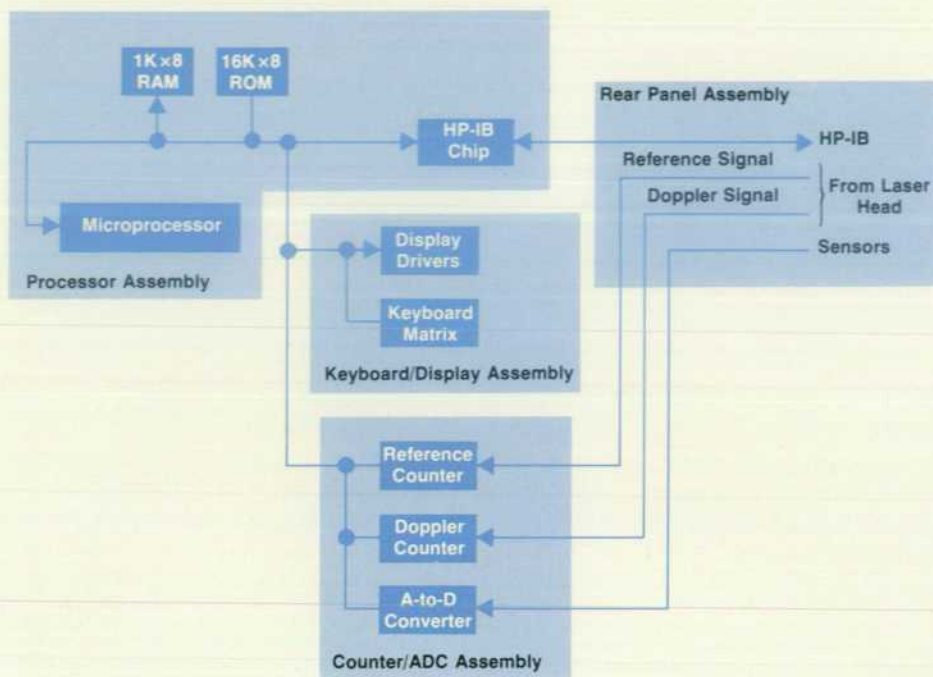 1K×8
RAM
16K×8
ROM
HP-IB
Chip
Microprocessor
Processor Assembly
Rear Panel Assembly
HP-IB
Reference Signal
Doppler Signal
From Laser
Head
Sensors
Display
Drivers
Keyboard
Matrix
Keyboard/Display Assembly
Reference
Counter
Doppler
Counter
A-to-D
Converter
Counter/ADC Assembly